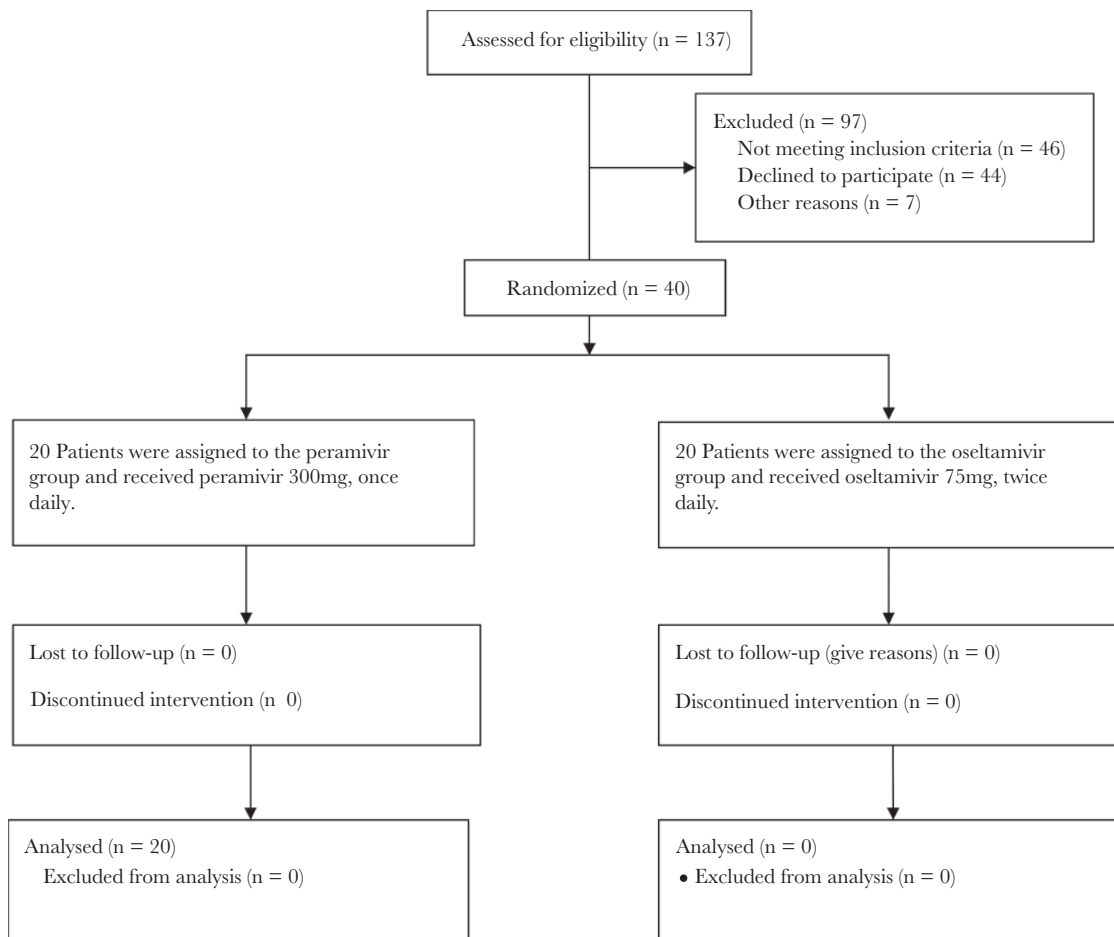 Assessed for eligibility (n = 137)
Excluded (n = 97)
Not meeting inclusion criteria (n = 46)
Declined to participate (n = 44)
Other reasons (n = 7)
Randomized (n = 40)
20 Patients were assigned to the peramivir
group and received peramivir 300mg, once
daily.
20 Patients were assigned to the oseltamivir
group and received oseltamivir 75mg, twice
daily.
Lost to follow-up (n = 0)
Discontinued intervention (n  0)
Lost to follow-up (give reasons) (n = 0)
Discontinued intervention (n = 0)
Analysed (n = 20)
Excluded from analysis (n = 0)
Analysed (n = 0)
• Excluded from analysis (n = 0)